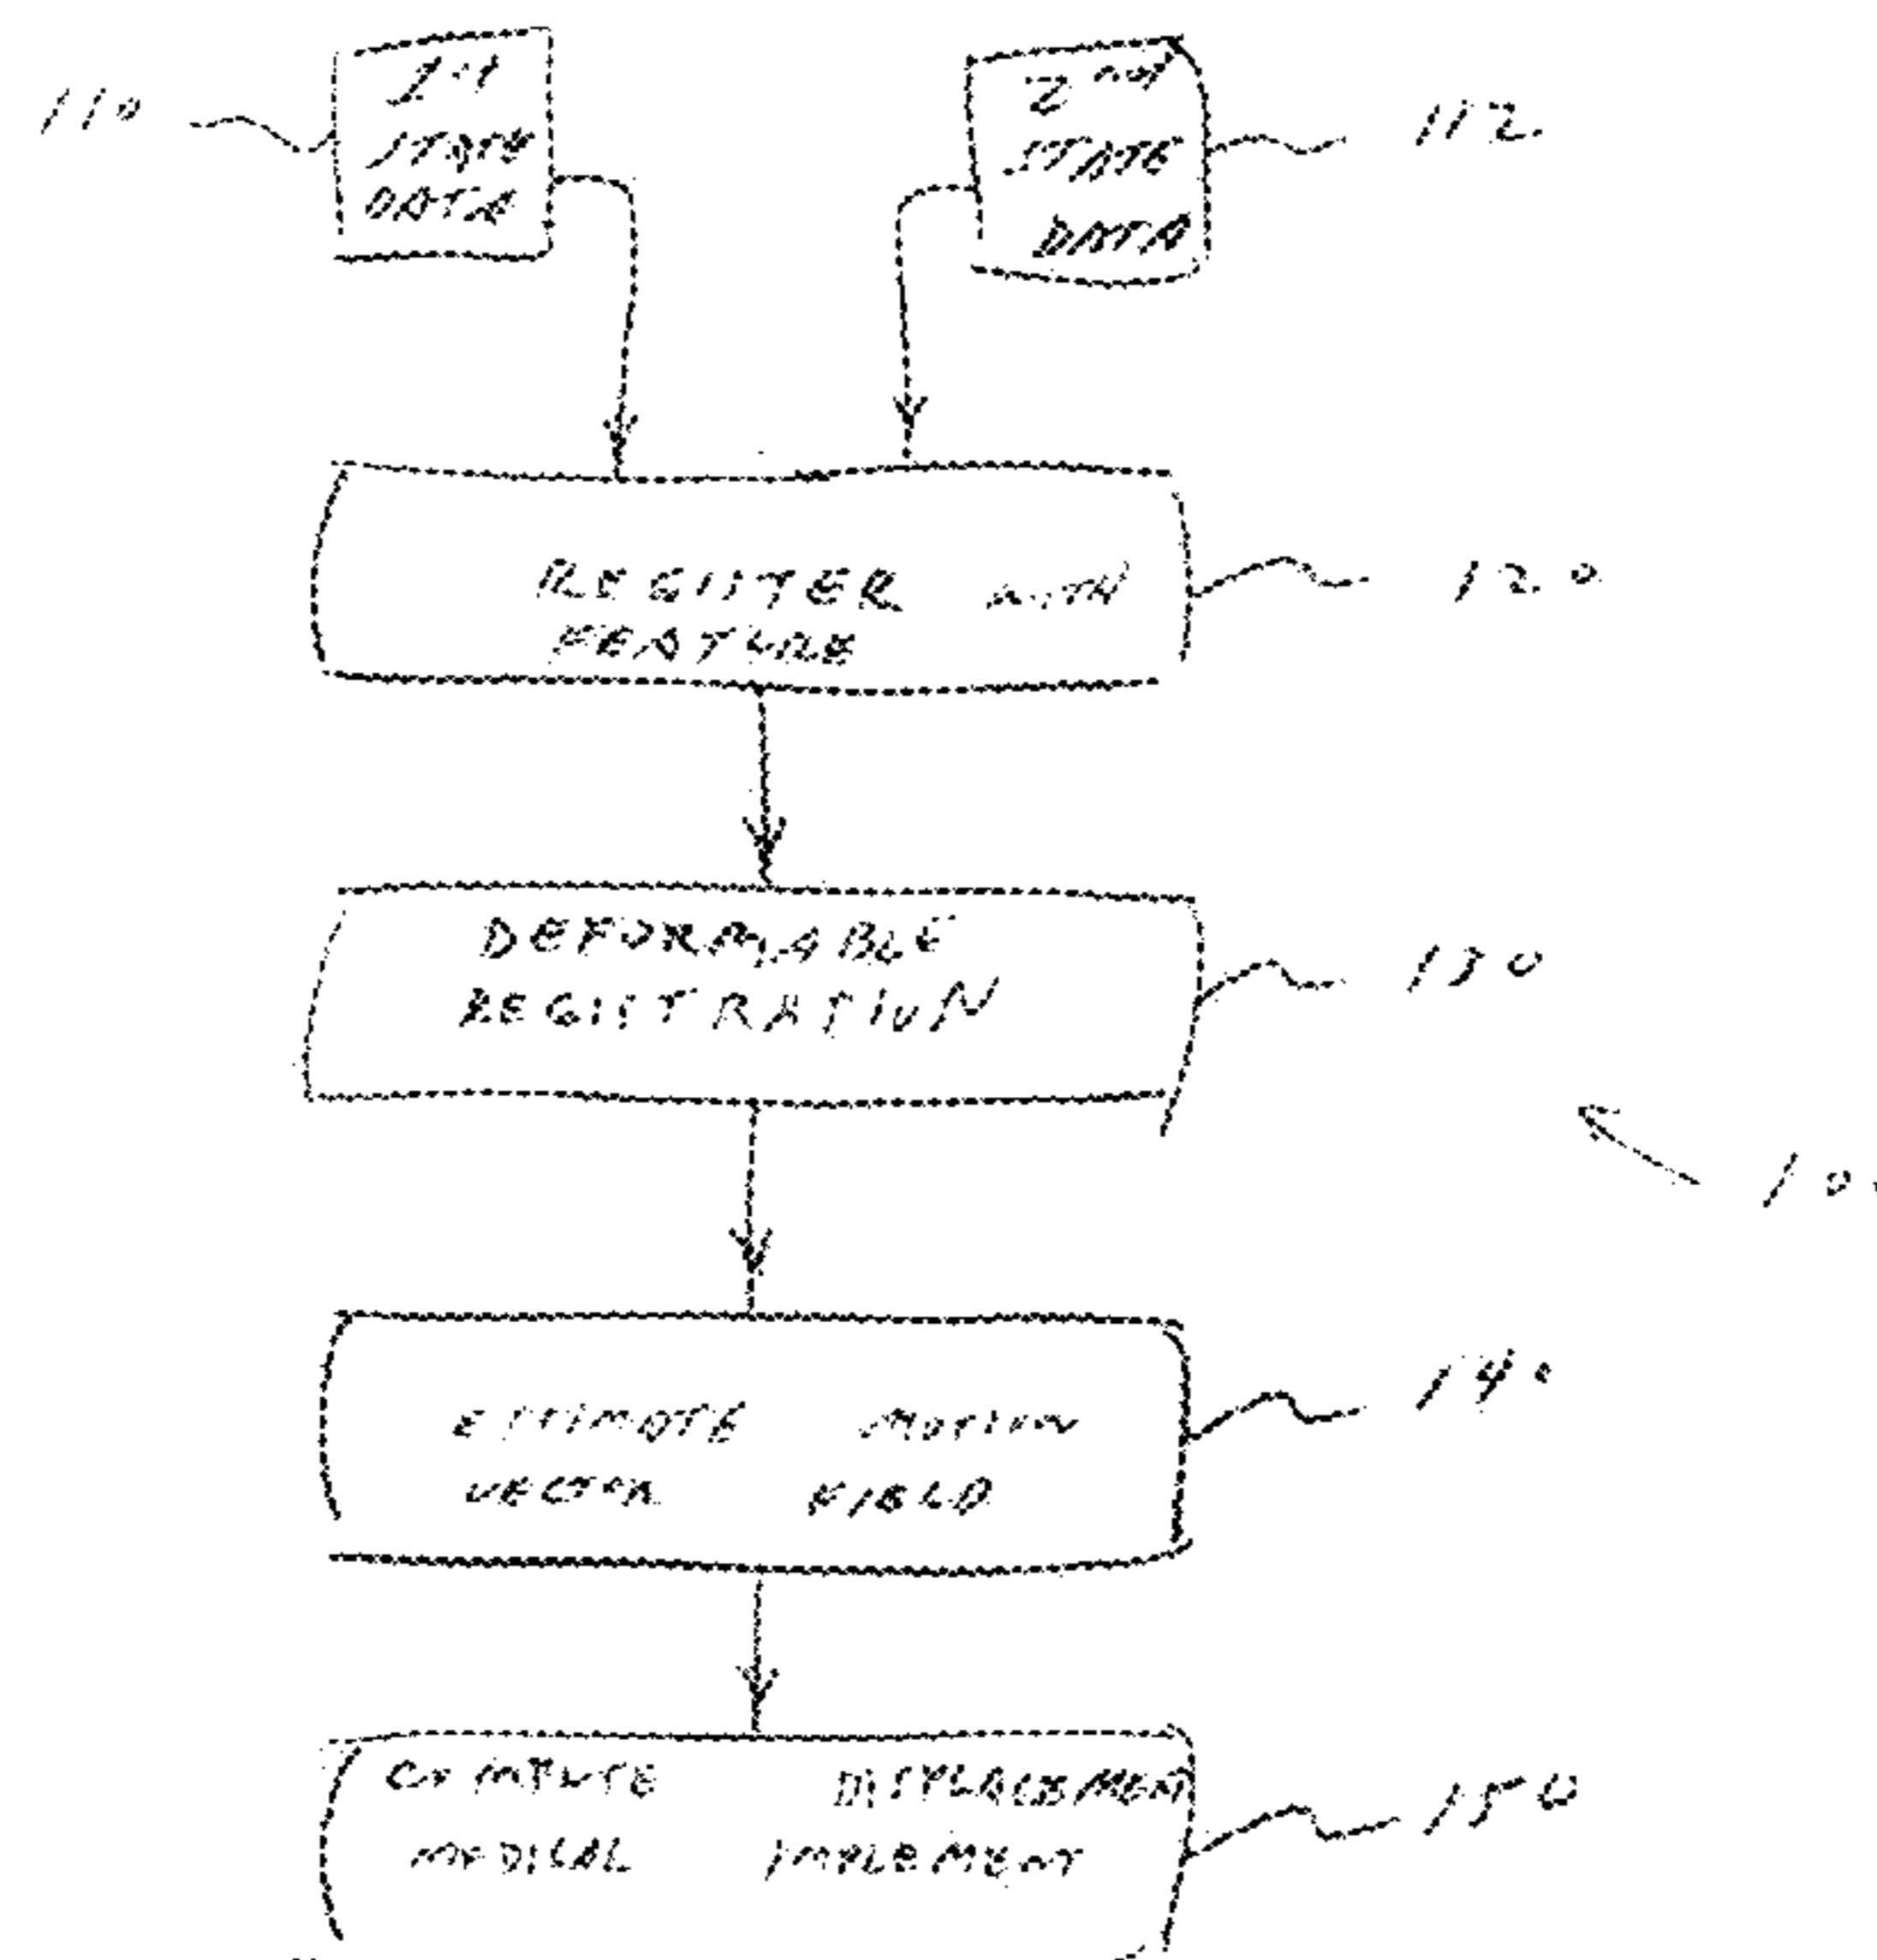 110
1st
STATE
DATA
2nd
STATE
DATA
112
REGISTER WITH
FEATURE
120
DEFORMABLE
REGISTRATION
130
ESTIMATE MOTION
VECTOR FIELD
140
COMPUTE DISPLACEMEN
MEDICAL IMPLEMENT
150